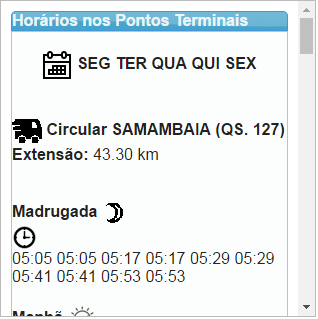 Horários nos Pontos Terminais
SEG TER QUA QUI SEX
Circular SAMAMBAIA (QS. 127)
Extensão: 43.30 km
Madrugada
05:05 05:05 05:17 05:17 05:29 05:29
05:41 05:41 05:53 05:53
Manhã